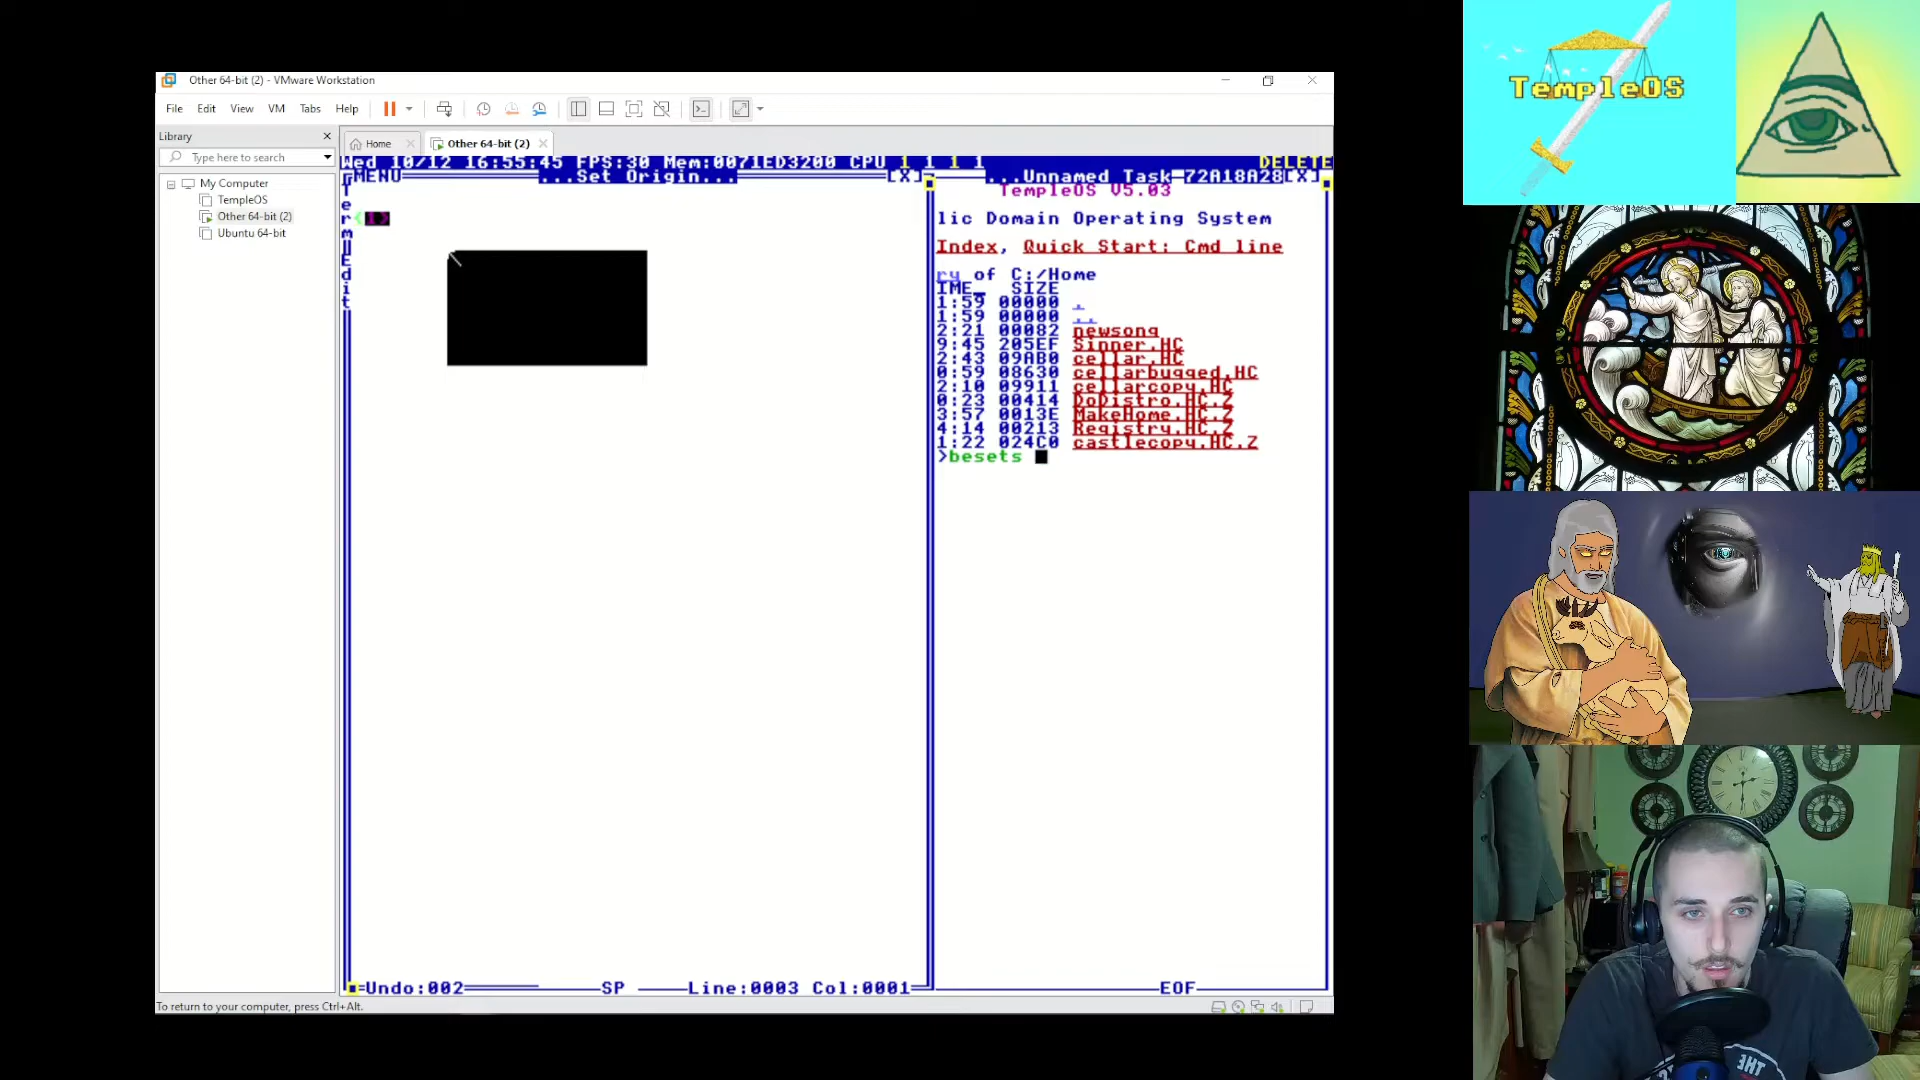 Other 64-bit (2) - VMware Workstation
File Edit View VM Tabs Help
Library
Type here to search
My Computer
TempleOS
Other 64-bit (2)
Ubuntu 64-bit
Home
Other 64-bit (2)
Wed 10/12 16:55:45 FPS:30 Mem:0071ED3200 CPU 1 1 1 1 DELETE
MENU ...Set Origin... [X]
Term Edit
<1>
Undo:002 SP Line:0003 Col:0001
...Unnamed Task 72A18A28[X]
TempleOS V5.03
lic Domain Operating System
Index, Quick Start: Cmd line
ry of C:/Home
IME SIZE
1:59 00000 .
1:59 00000 ..
2:21 00082 newsong
9:45 205EF Sinner.HC
2:43 09AB0 cellar.HC
0:59 08630 cellarbugged.HC
2:10 09911 cellarcopy.HC
0:23 00414 DoDistro.HC.Z
3:57 0013E MakeHome.HC.Z
4:14 00213 Registry.HC.Z
1:22 024C0 castlecopy.HC.Z
>besets
EOF
To return to your computer, press Ctrl+Alt.
TempleOS
THE